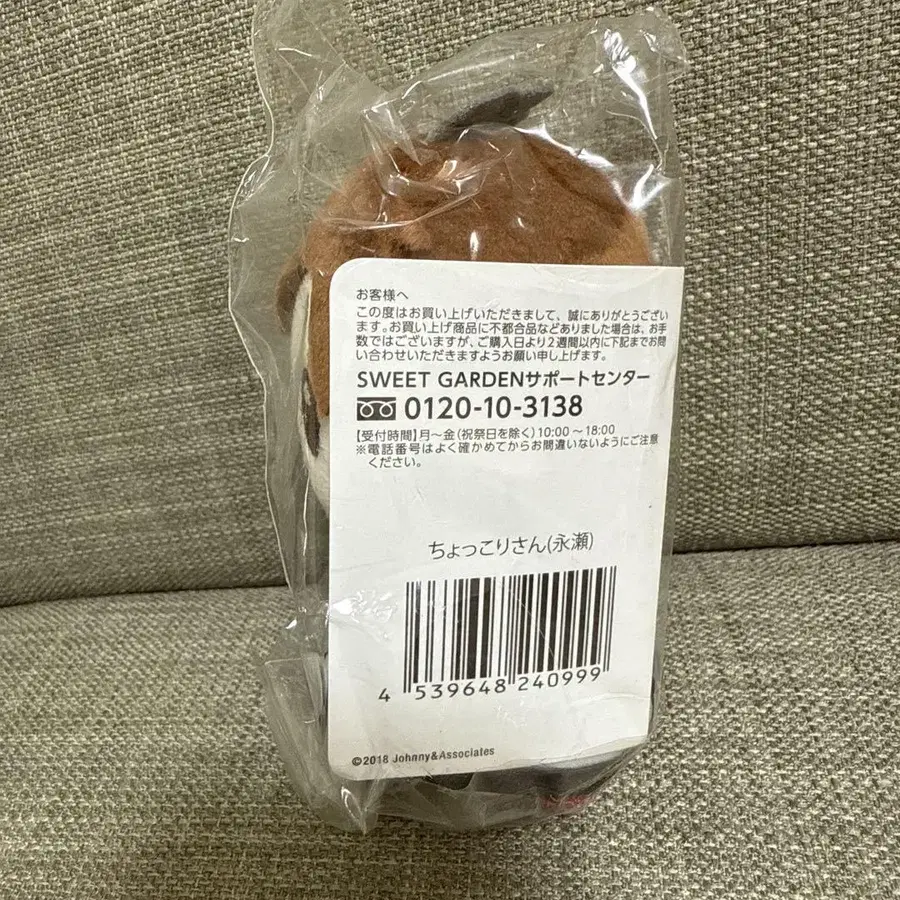 お客様へ
この度はお買い上げいただきまして、誠にありがとうござい
ます。お買い上げ商品に不都合品などありました場合は、お手
数ではございますが、ご購入日より2週間以内に下記までお問
い合わせいただきますようお願い申し上げます。
SWEET GARDENサポートセンター
0120-10-3138
【受付時間】月〜金(祝祭日を除く)10:00〜18:00
※電話番号はよく確かめてからお間違いないようにご注意
ください。
ちょっこりさん(永瀬)
4 539648 240999
©2018 Johnny&Associates